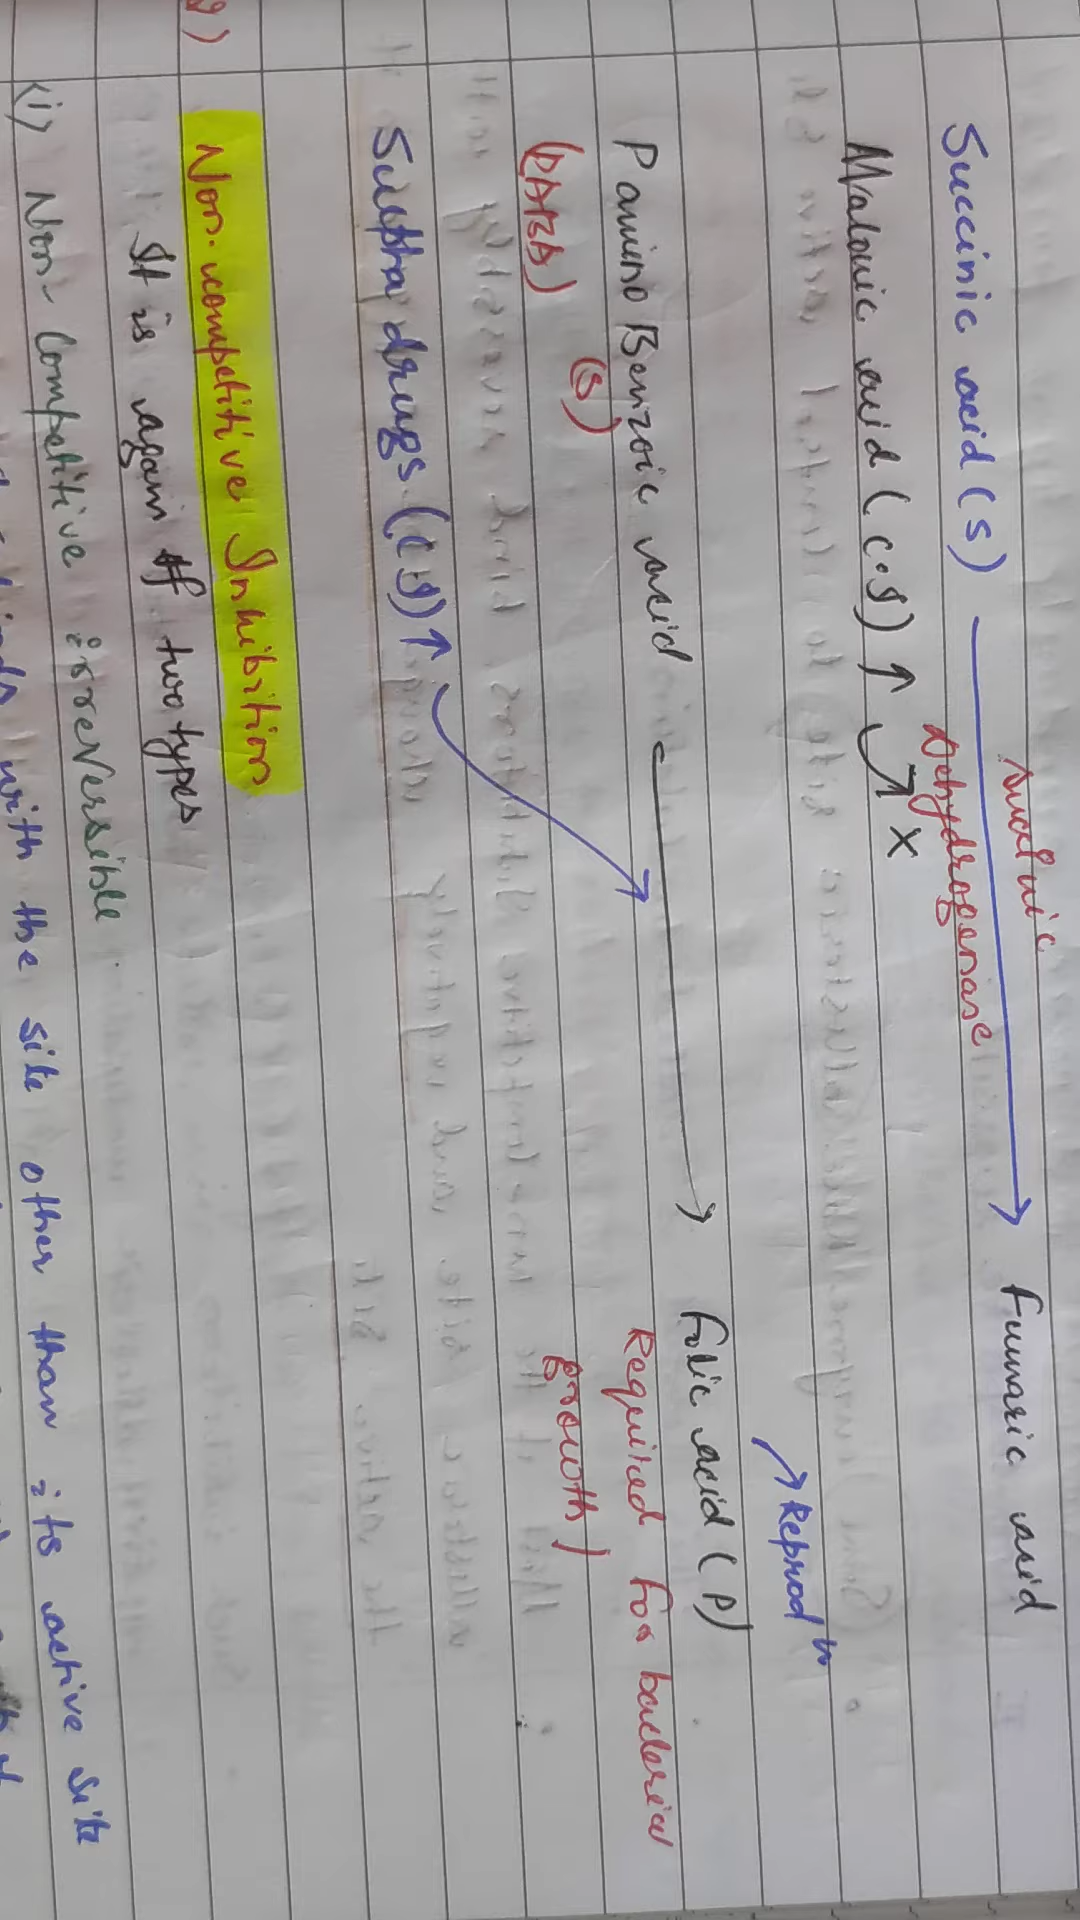 Succinic
Succinic acid (S) → Fumaric acid
Dehydrogenase
Malonic acid (C.I) ↑ x
Reprod n
P amino Benzoic acid → Folic acid (P)
(PABA) (S) Required for bacterial
growth)
Sulpha drugs (CI) ↑
Non-competitive Inhibition
It is again of two types
(i) Non-Competitive irreversible
with the site other than its active site